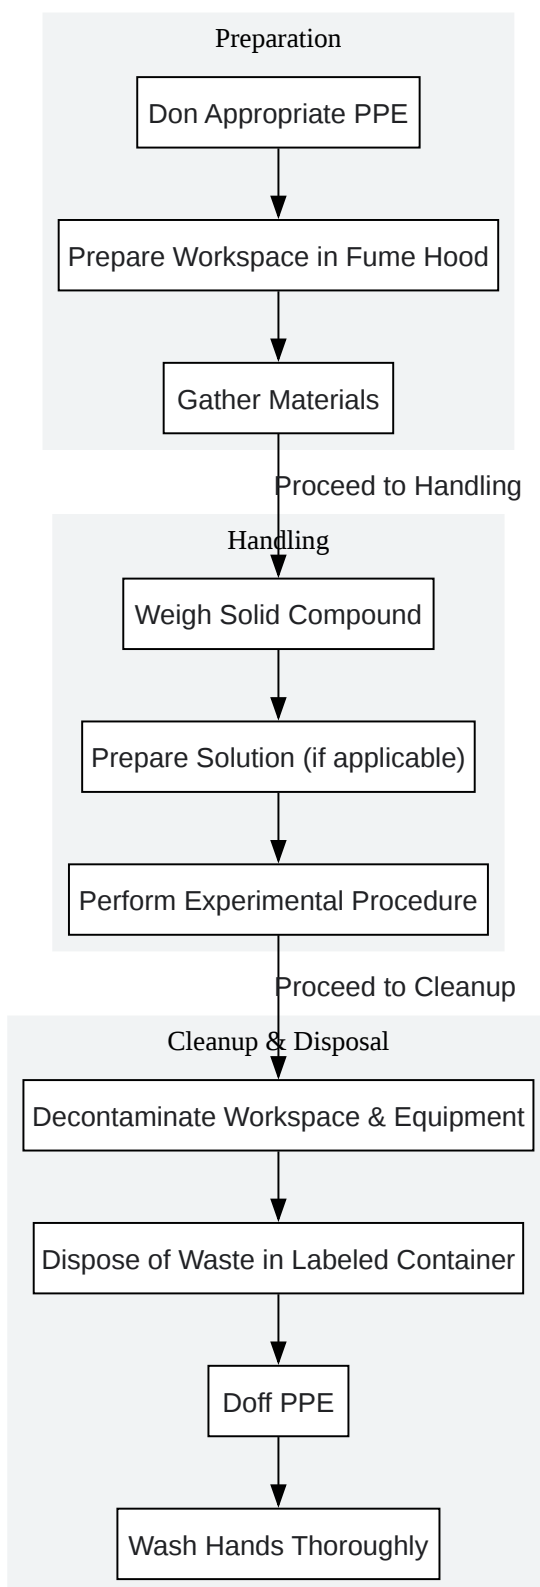 Preparation
Don Appropriate PPE
Prepare Workspace in Fume Hood
Gather Materials
Proceed to Handling
Handling
Weigh Solid Compound
Prepare Solution (if applicable)
Perform Experimental Procedure
Proceed to Cleanup
Cleanup & Disposal
Decontaminate Workspace & Equipment
Dispose of Waste in Labeled Container
Doff PPE
Wash Hands Thoroughly